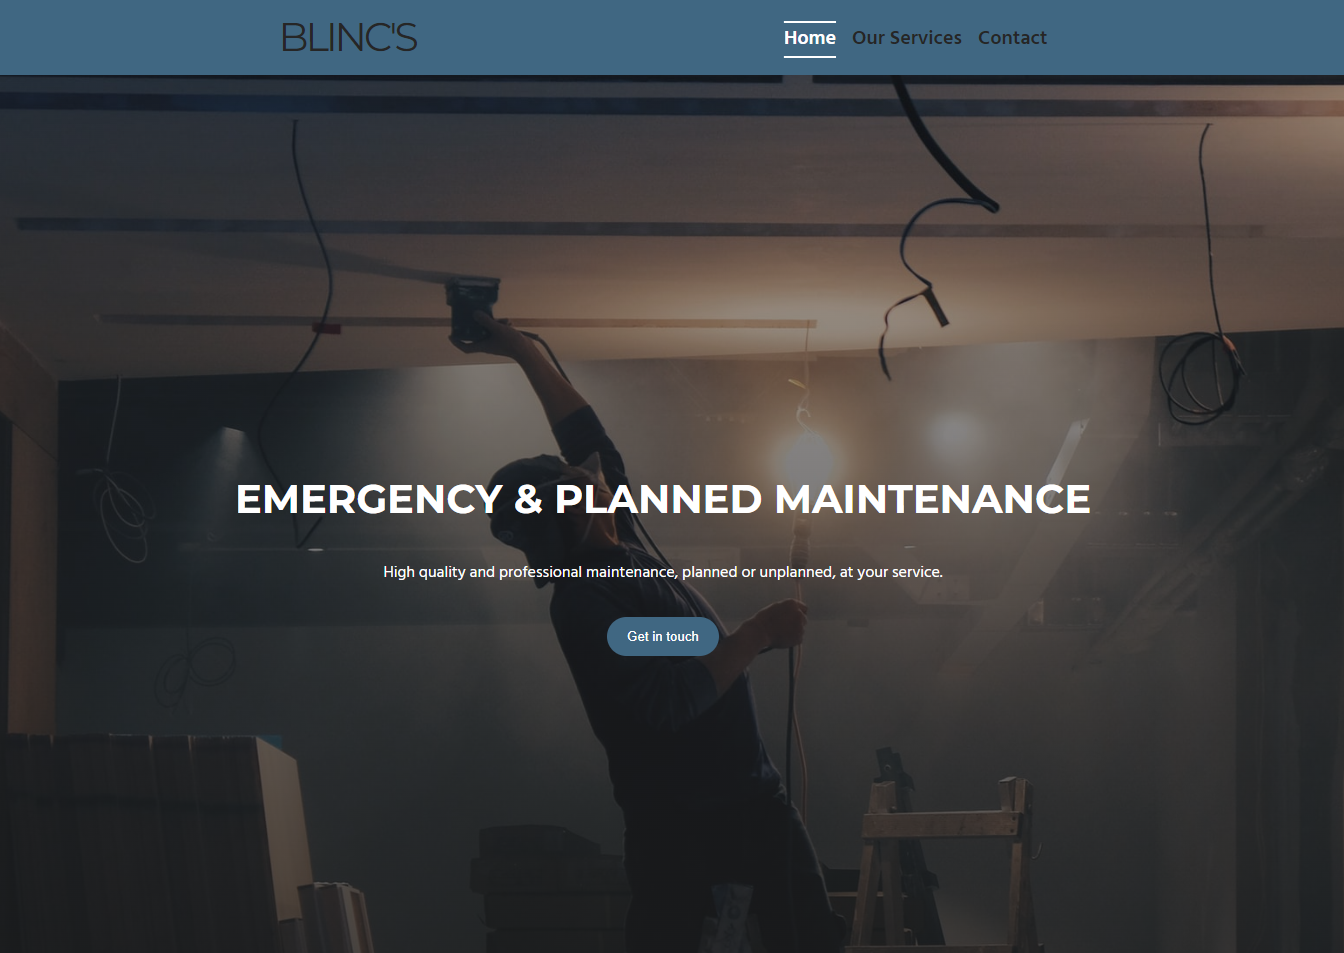 BLINC'S
Home Our Services Contact
EMERGENCY & PLANNED MAINTENANCE
High quality and professional maintenance, planned or unplanned, at your service.
Get in touch